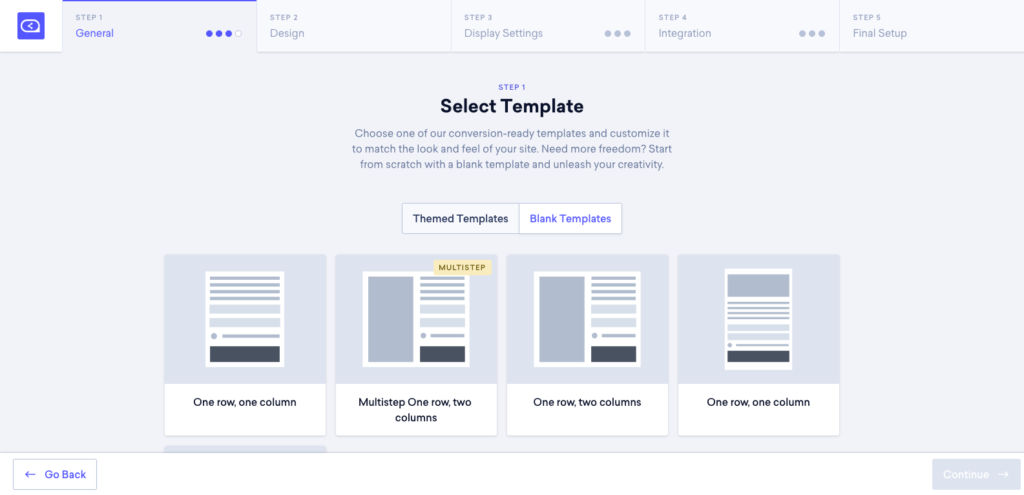 STEP 1
General
STEP 2
Design
STEP 3
Display Settings
STEP 4
Integration
STEP 5
Final Setup
STEP 1
Select Template
Choose one of our conversion-ready templates and customize it
to match the look and feel of your site. Need more freedom? Start
from scratch with a blank template and unleash your creativity.
Themed Templates
Blank Templates
MULTISTEP
One row, one column
Multistep One row, two
columns
One row, two columns
One row, one column
Go Back
Continue